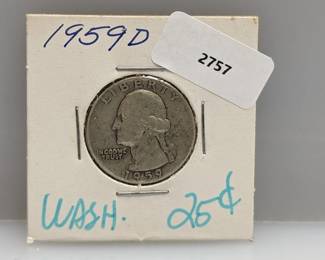 1959D
2757
LIBERTY
IN GOD WE
TRUST
1959
WASH. 25¢